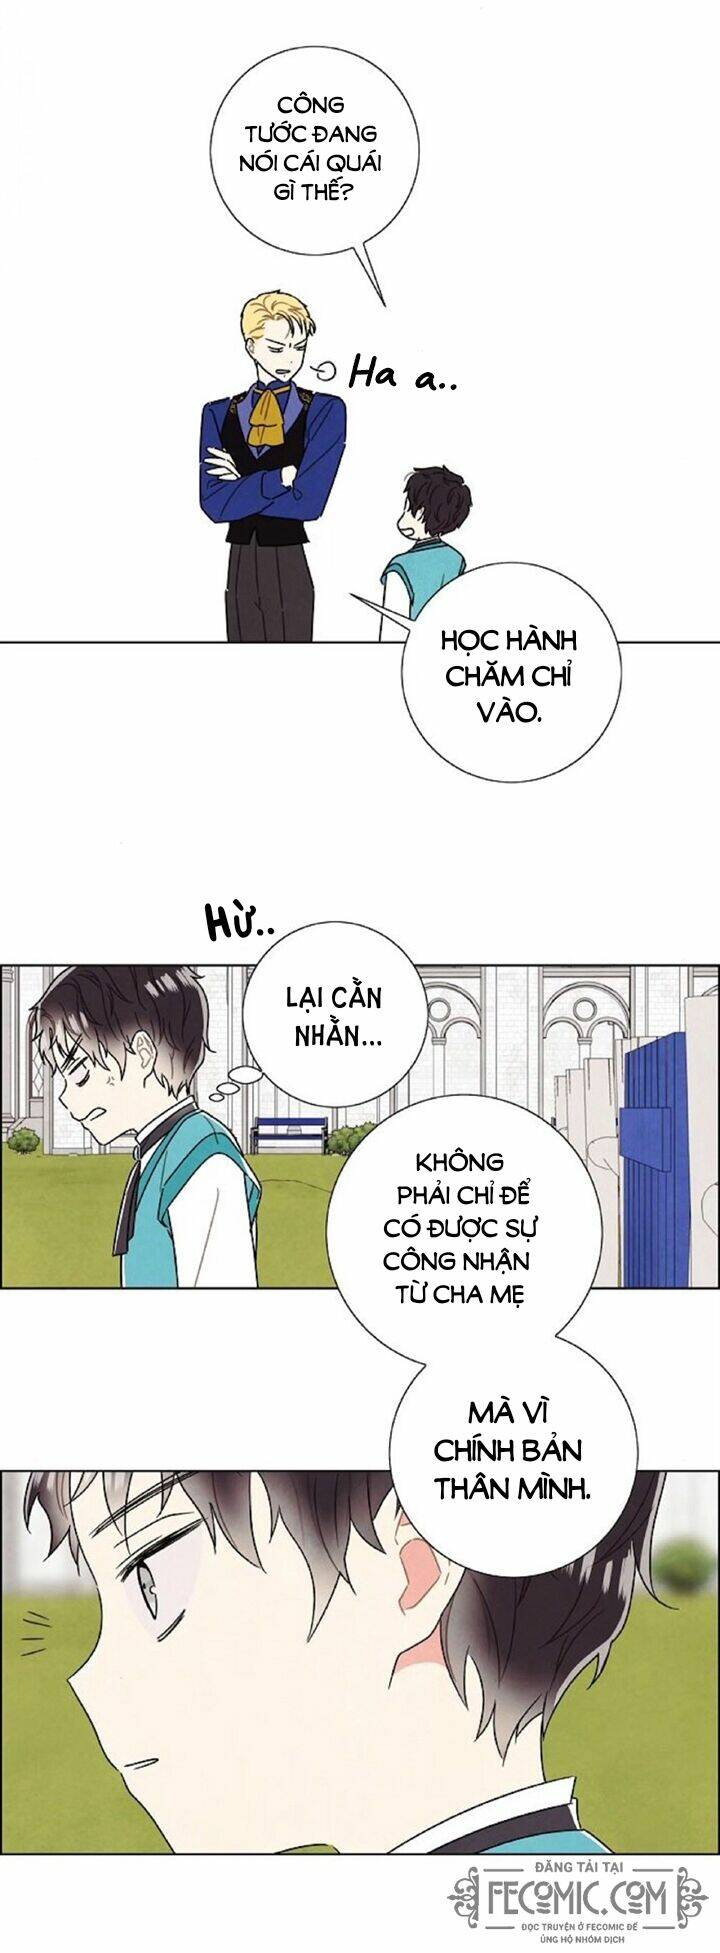 CÔNG
TƯỚC ĐANG
NÓI CÁI QUÁI
GÌ THẾ?
Ha a..
HỌC HÀNH
CHĂM CHỈ
VÀO.
Hừ..
LẠI CẰN
NHẰN...
KHÔNG
PHẢI CHỈ ĐỂ
CÓ ĐƯỢC SỰ
CÔNG NHẬN
TỪ CHA MẸ
MÀ VÌ
CHÍNH BẢN
THÂN MÌNH.
ĐĂNG TẢI TẠI
FECOMIC.COM
ĐỌC TRUYỆN Ở FECOMIC ĐỂ
ỦNG HỘ NHÓM DỊCH